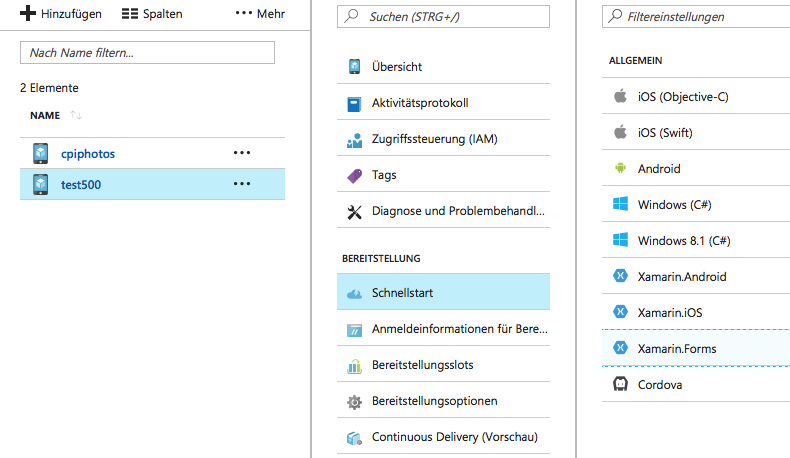 Hinzufügen
Spalten
Mehr
Nach Name filtern...
2 Elemente
NAME
cpiphotos
test500
Suchen (STRG+/)
Übersicht
Aktivitätsprotokoll
Zugriffssteuerung (IAM)
Tags
Diagnose und Problembehandl...
BEREITSTELLUNG
Schnellstart
Anmeldeinformationen für Bere...
Bereitstellungsslots
Bereitstellungsoptionen
Continuous Delivery (Vorschau)
Filtereinstellungen
ALLGEMEIN
iOS (Objective-C)
iOS (Swift)
Android
Windows (C#)
Windows 8.1 (C#)
Xamarin.Android
Xamarin.iOS
Xamarin.Forms
Cordova